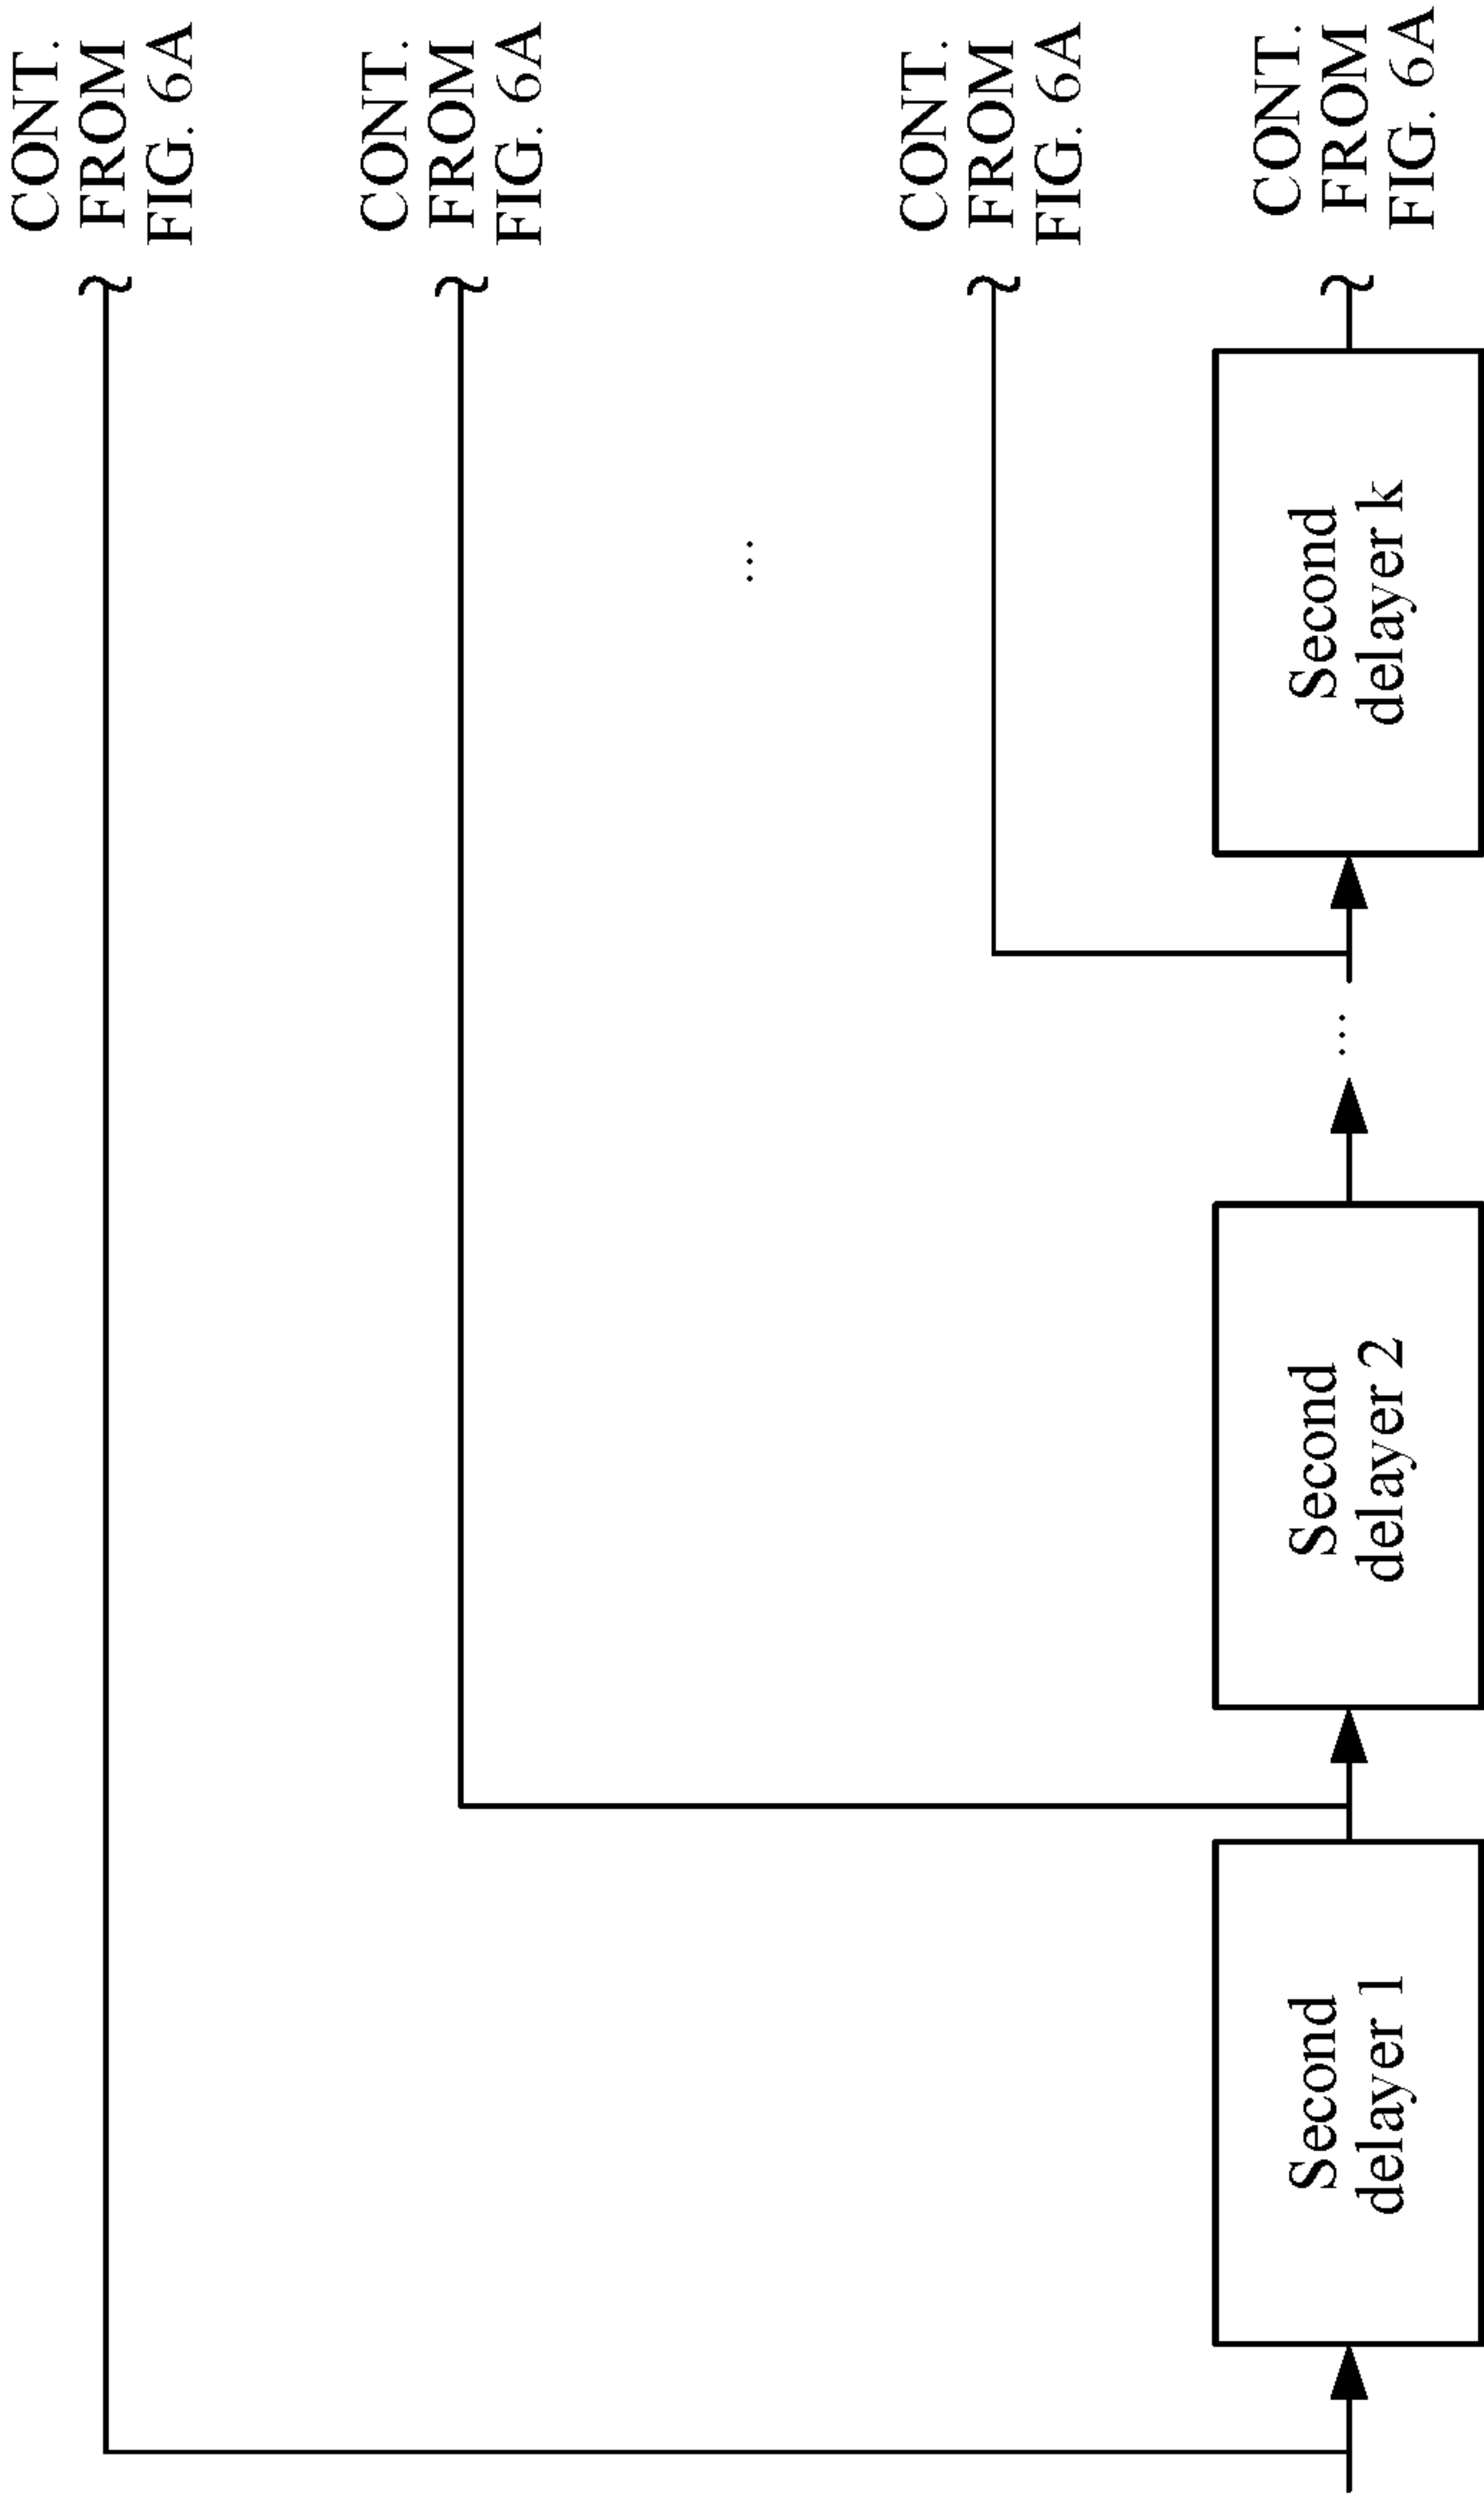 CONT.
FROM
FIG. 6A
CONT.
FROM
FIG. 6A
...
CONT.
FROM
FIG. 6A
Second
delayer 1
Second
delayer 2
...
Second
delayer k
CONT.
FROM
FIG. 6A